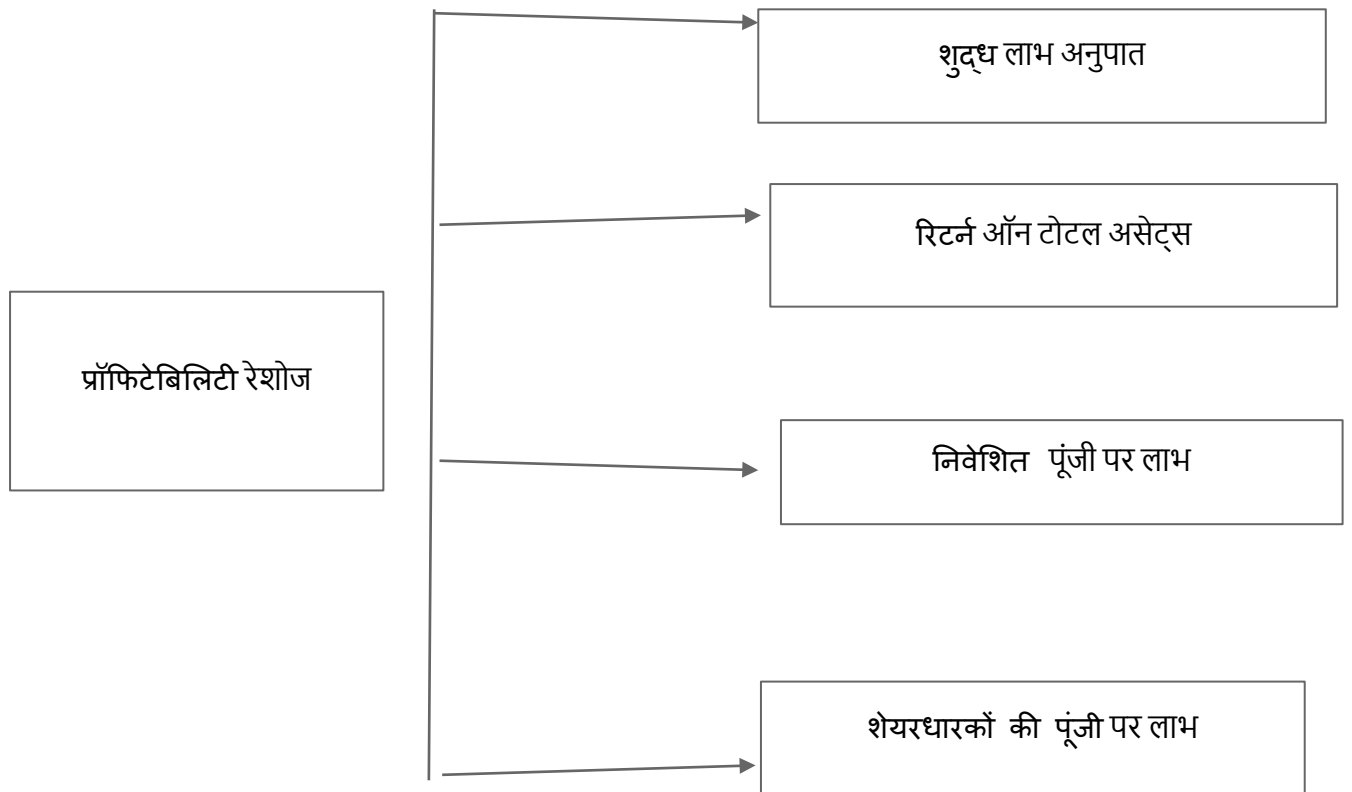 शुद्ध लाभ अनुपात
रिटर्न ऑन टोटल असेट्स
प्रॉफिटेबिलिटी रेशोज
निवेशित पूंजी पर लाभ
शेयरधारकों की पूंजी पर लाभ